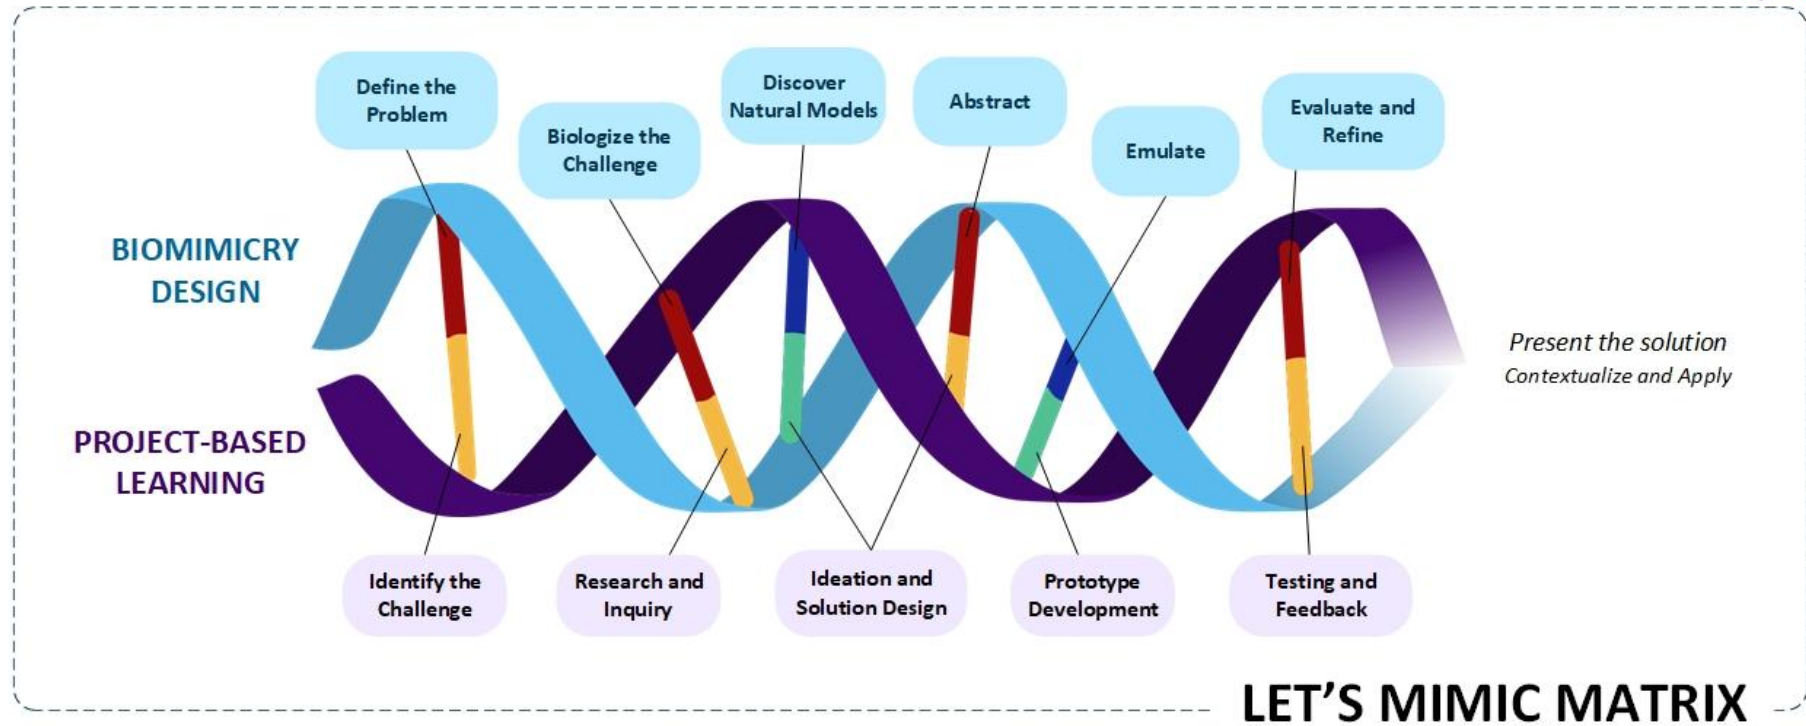 Define the
Problem
Biologize the
Challenge
Discover
Natural Models
Abstract
Emulate
Evaluate and
Refine
BIOMIMICRY
DESIGN
PROJECT-BASED
LEARNING
Present the solution
Contextualize and Apply
Identify the
Challenge
Research and
Inquiry
Ideation and
Solution Design
Prototype
Development
Testing and
Feedback
LET'S MIMIC MATRIX